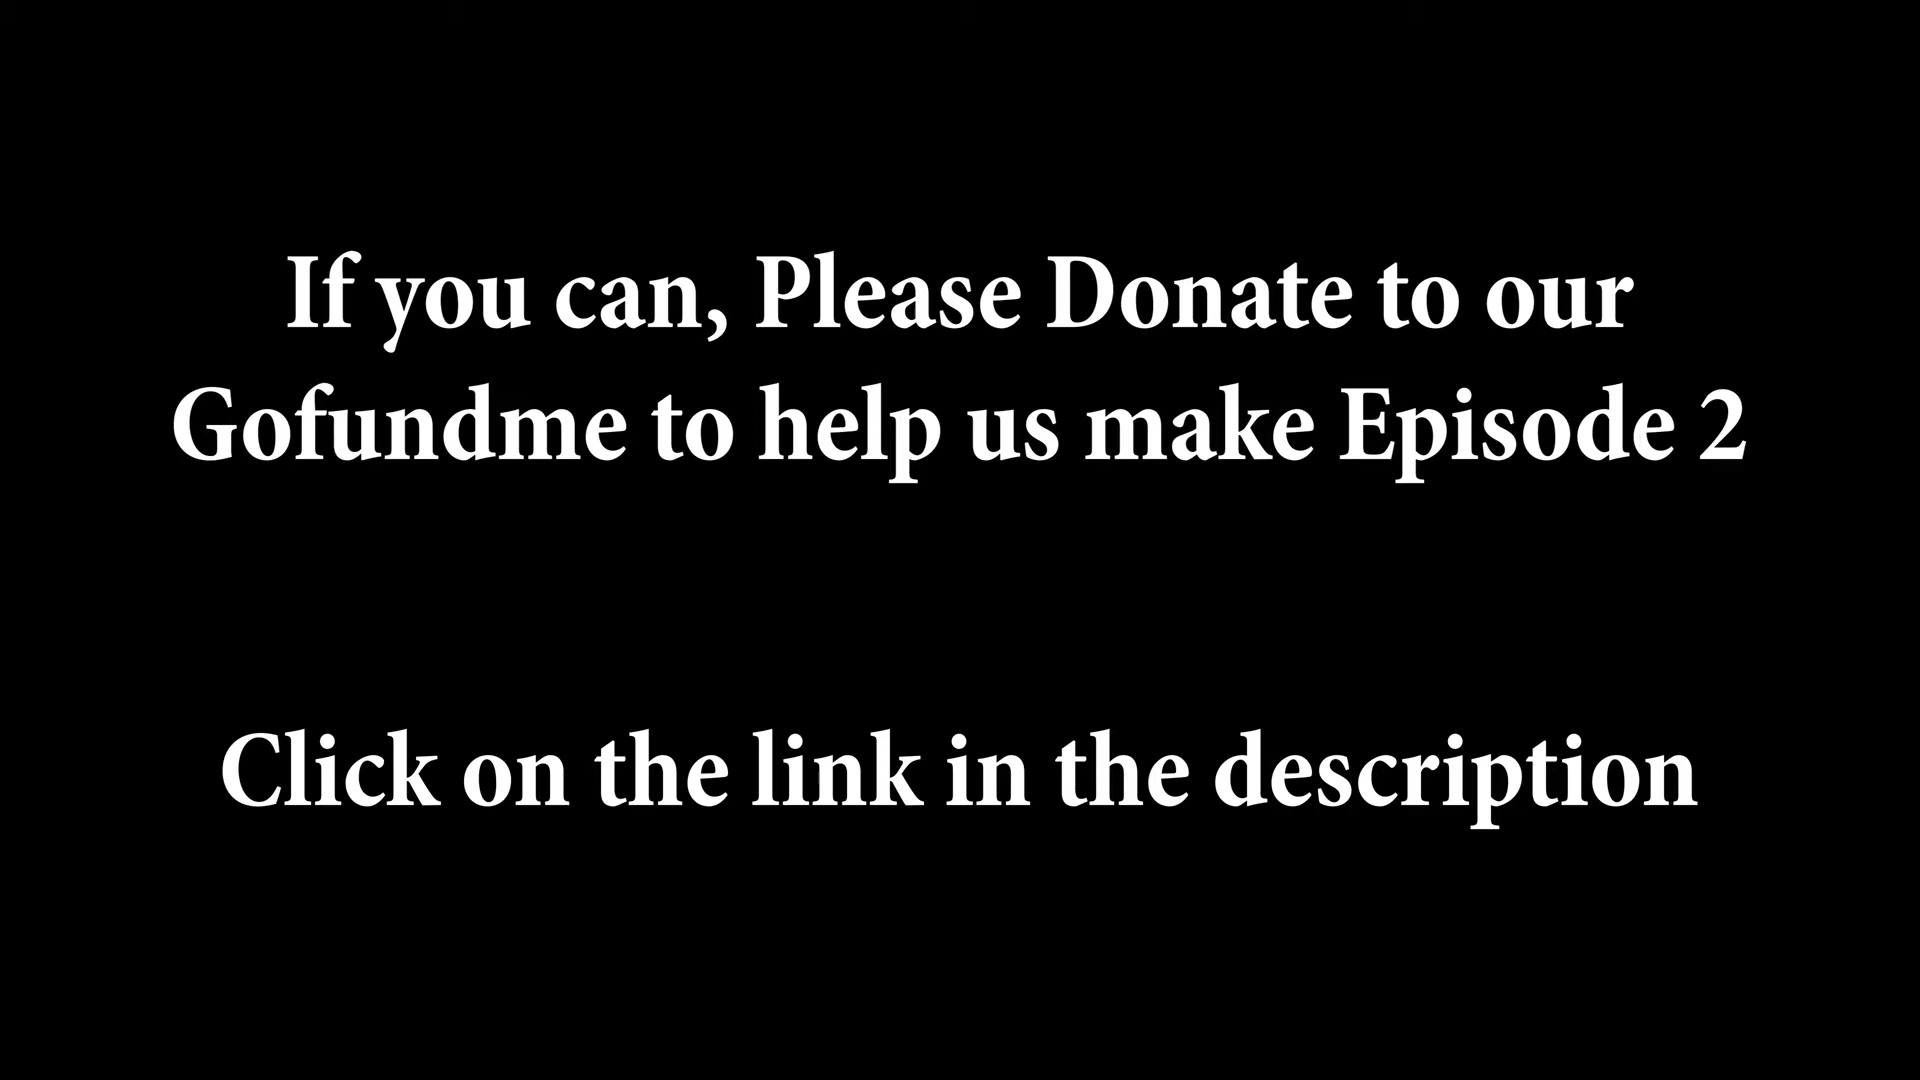 If you can, Please Donate to our
Gofundme to help us make Episode 2
Click on the link in the description